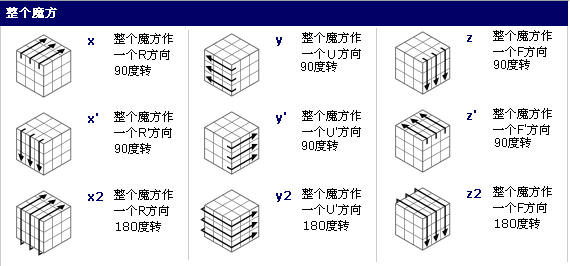 整个魔方
x 整个魔方作
一个R方向
90度转
y 整个魔方作
一个U方向
90度转
z 整个魔方作
一个F方向
90度转
x' 整个魔方作
一个R'方向
90度转
y' 整个魔方作
一个U'方向
90度转
z' 整个魔方作
一个F'方向
90度转
x2 整个魔方作
一个R方向
180度转
y2 整个魔方作
一个U'方向
180度转
z2 整个魔方作
一个F方向
180度转